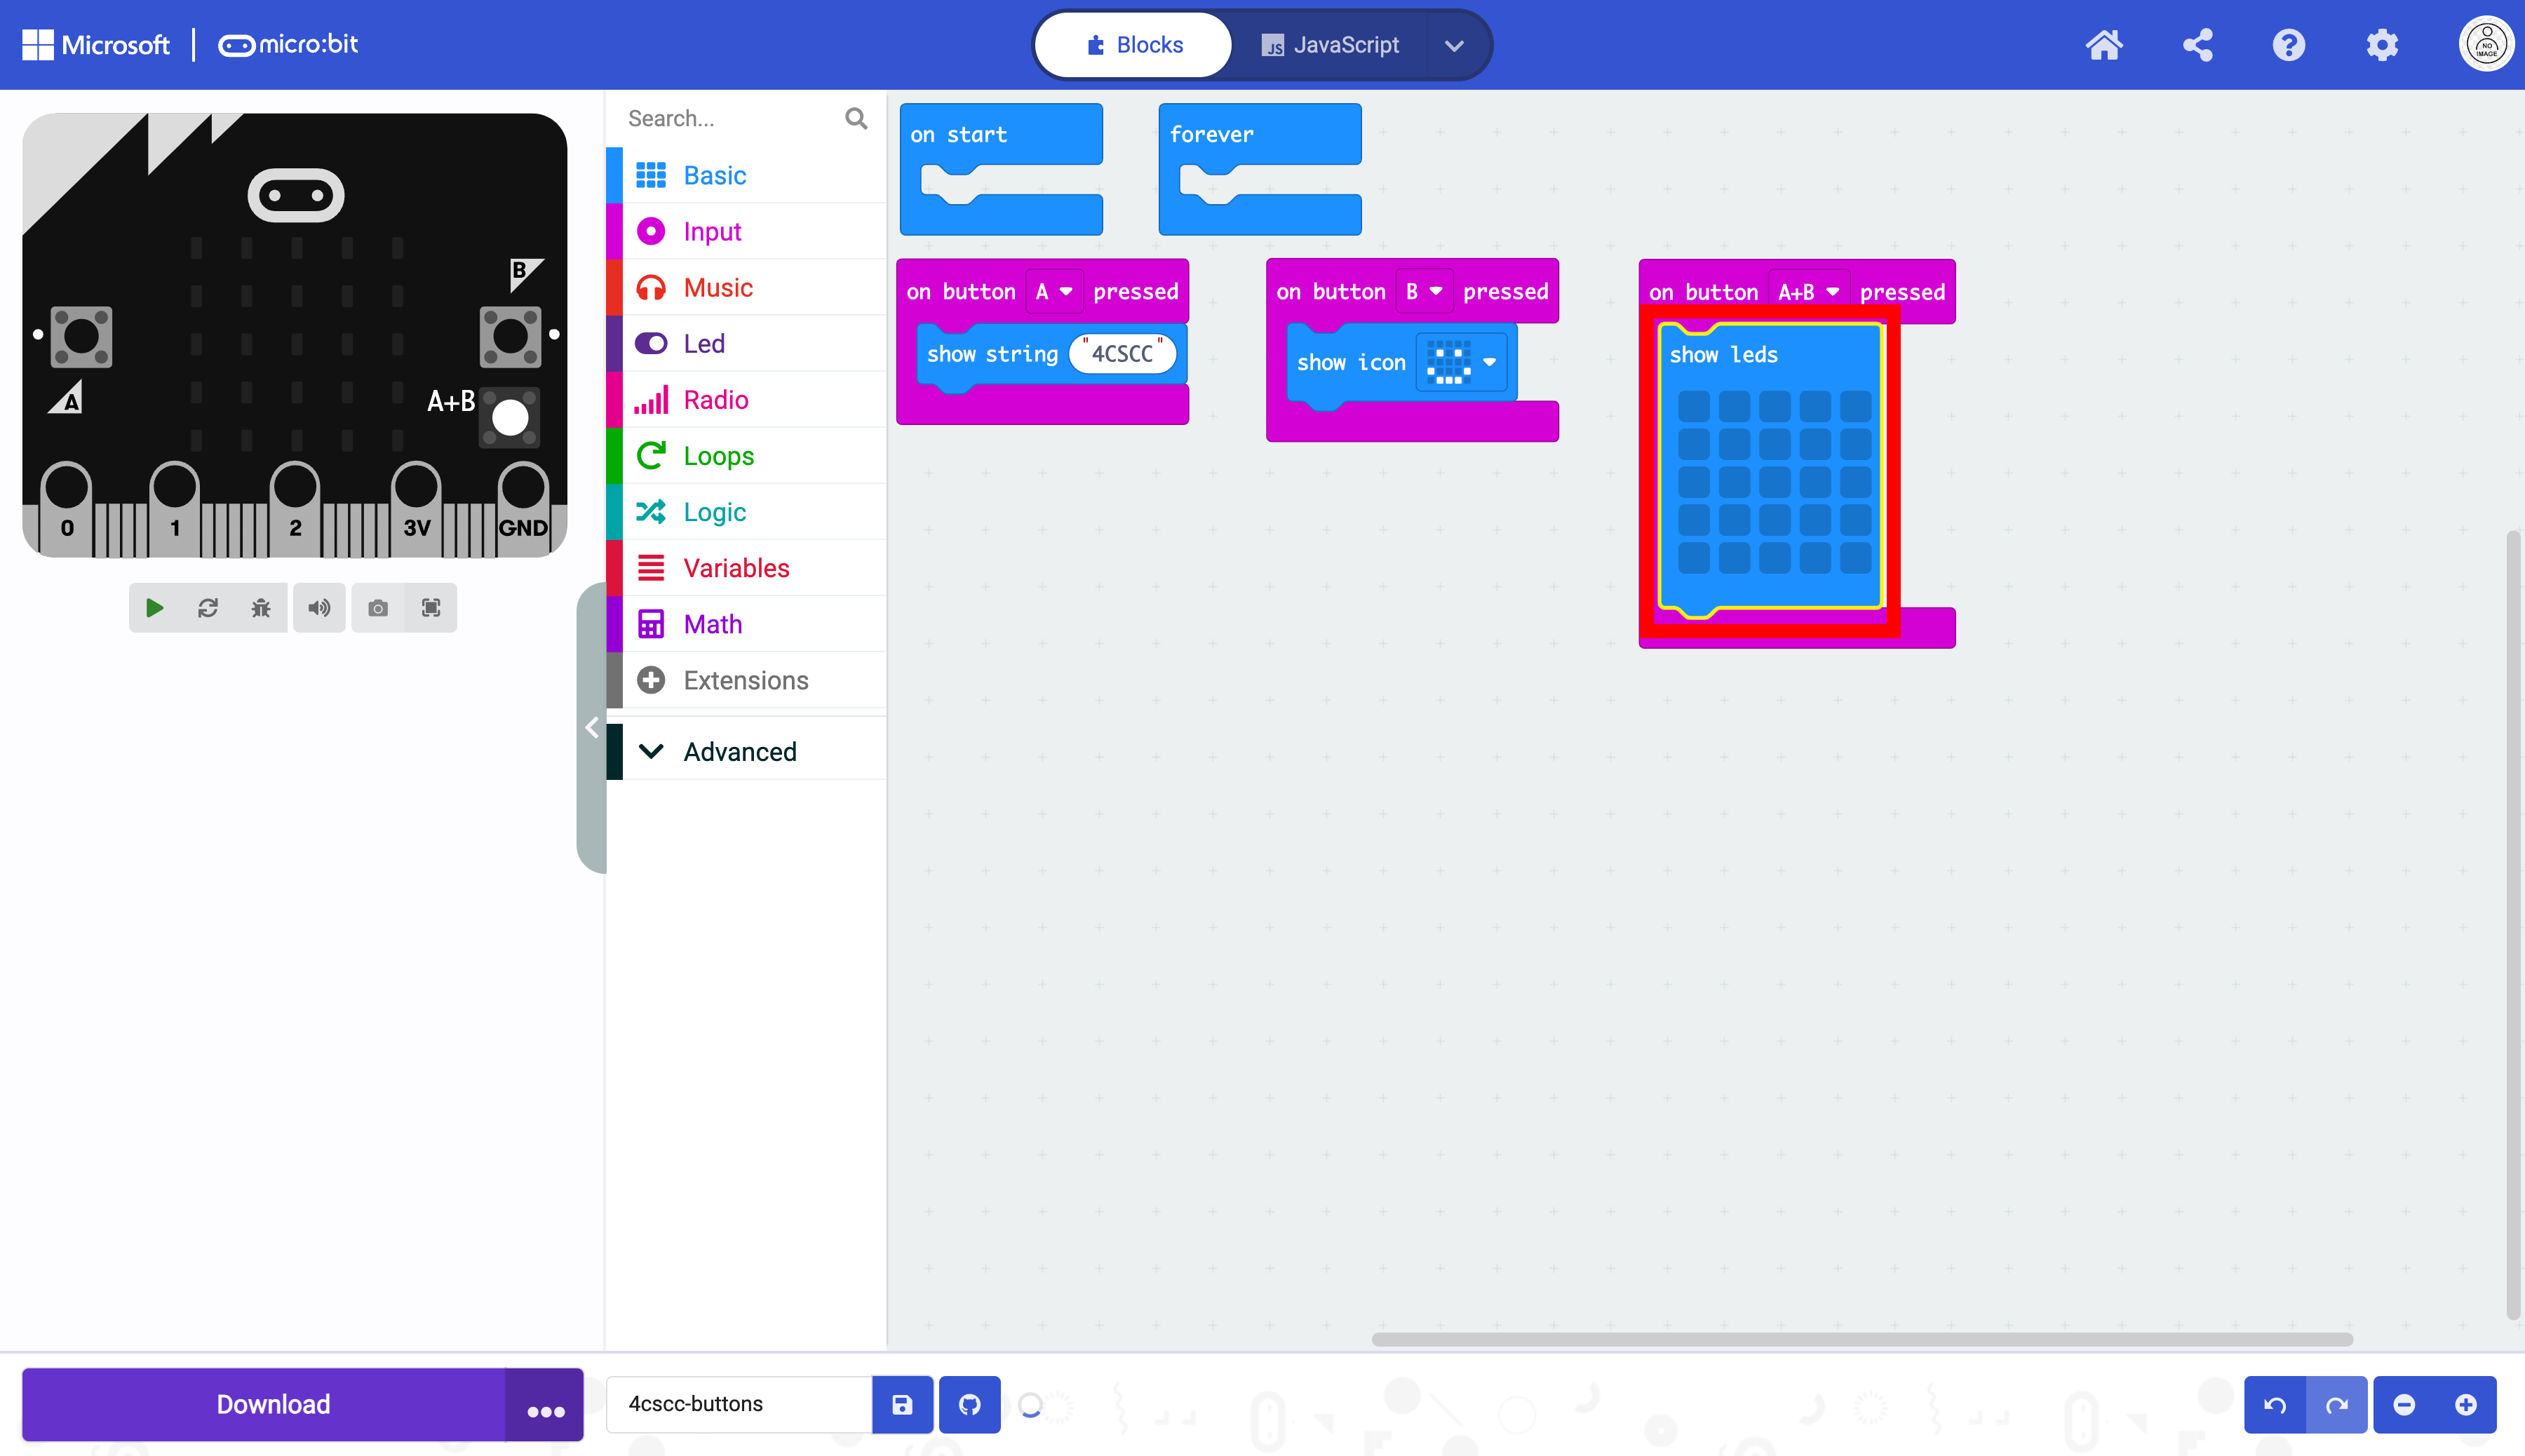 Microsoft micro:bit
Blocks
JavaScript
NO
IMAGE
Search...
Basic
Input
Music
Led
Radio
Loops
Logic
Variables
Math
Extensions
Advanced
B
A
A+B
0 1 2 3V GND
on start
forever
on button A pressed
show string "4CSCC"
on button B pressed
show icon
on button A+B pressed
show leds
Download
4cscc-buttons